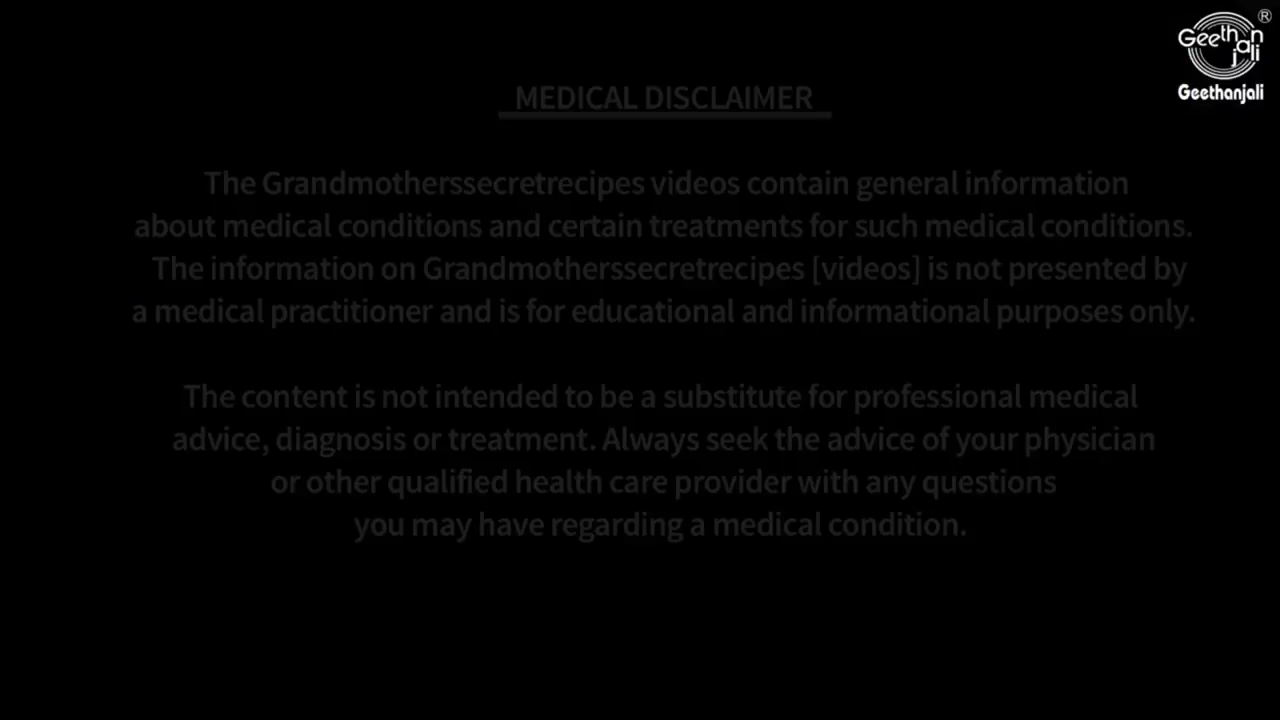 Geethanjali
®
Geethanjali
MEDICAL DISCLAIMER
The Grandmotherssecretrecipes videos contain general information
about medical conditions and certain treatments for such medical conditions.
The information on Grandmotherssecretrecipes [videos] is not presented by
a medical practitioner and is for educational and informational purposes only.
The content is not intended to be a substitute for professional medical
advice, diagnosis or treatment. Always seek the advice of your physician
or other qualified health care provider with any questions
you may have regarding a medical condition.